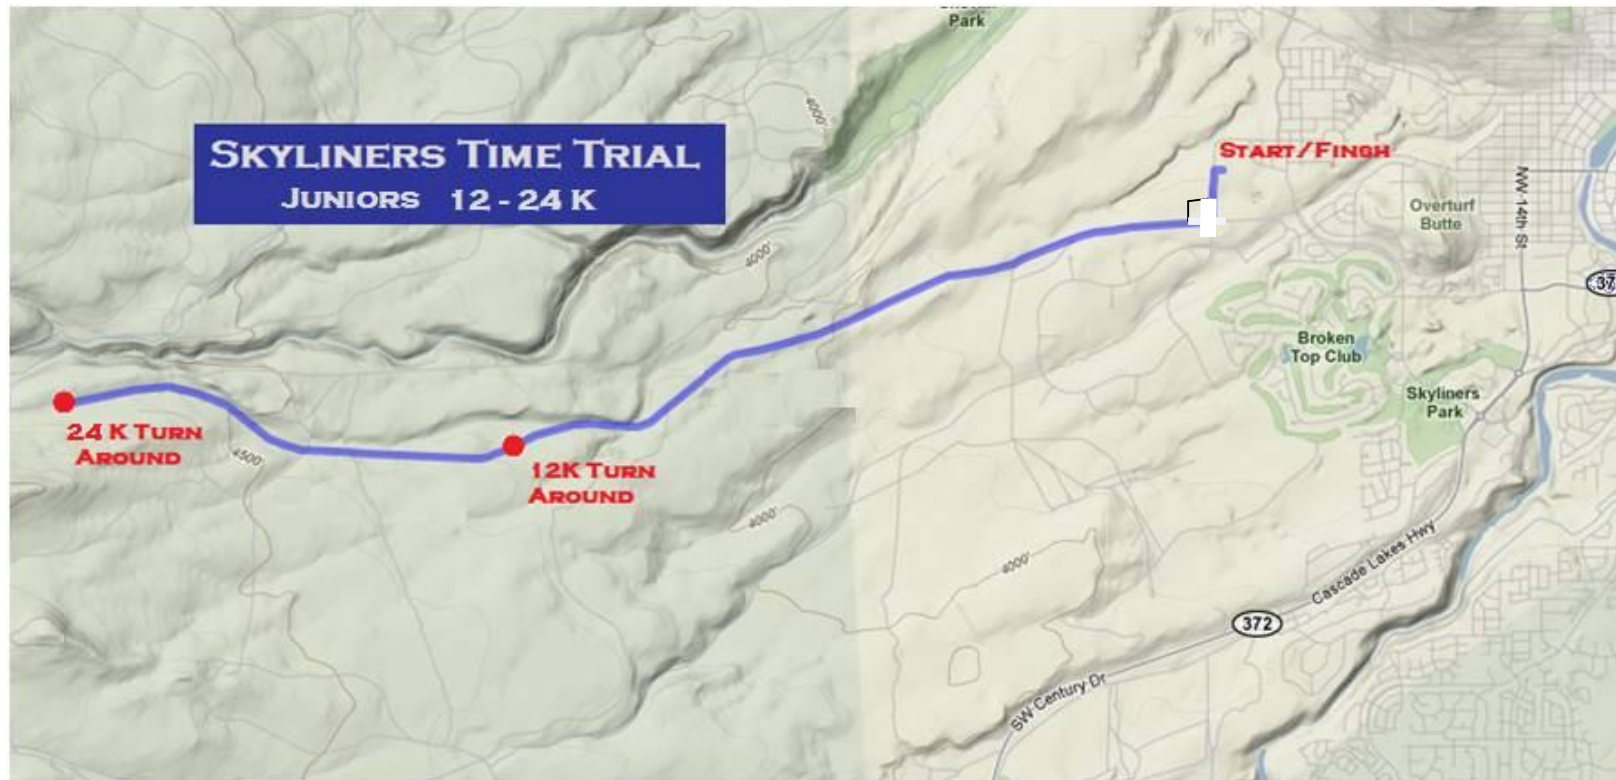 Park
4000'
SKYLINERS TIME TRIAL
JUNIORS 12 - 24 K
START/FINGH
NW 14th St
Overturf
Butte
4000'
37
Broken
Top Club
Skyliners
Park
24 K TURN
AROUND
4500'
12K TURN
AROUND
4000'
4000'
Cascade Lakes Hwy
372
SW Century Dr